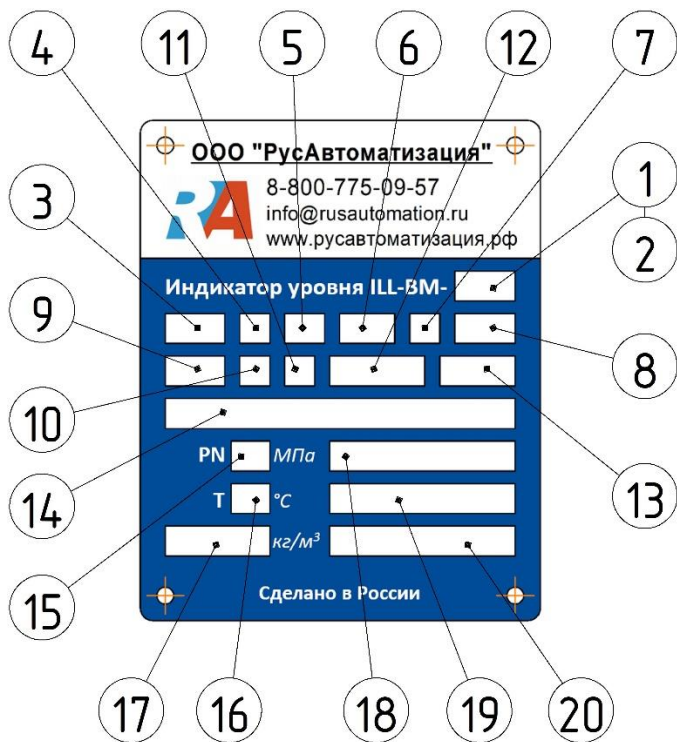 4 11 5 6 12 7
ООО "РусАвтоматизация"
RA
8-800-775-09-57
info@rusautomation.ru
www.русавтоматизация.рф
1
2
3
Индикатор уровня ILL-BM-
9
8
10
PN МПа
13
14
T °C
кг/м³
15
Сделано в России
17 16 18 19 20